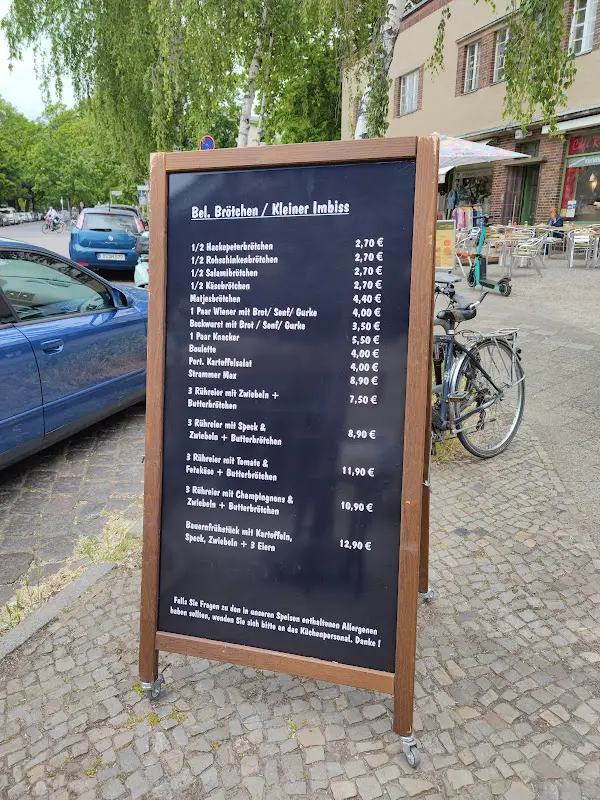 Bel. Brötchen / Kleiner Imbiss
1/2 Hackepeterbrötchen 2,70 €
1/2 Rohschinkenbrötchen 2,70 €
1/2 Salamibrötchen 2,70 €
1/2 Käsebrötchen 2,70 €
Matjesbrötchen 4,40 €
1 Paar Wiener mit Brot/ Senf/ Gurke 4,00 €
Bockwurst mit Brot / Senf/ Gurke 3,50 €
1 Paar Knacker 5,50 €
Boulette 4,00 €
Port. Kartoffelsalat 4,00 €
Strammer Max 8,90 €
3 Rühreier mit Zwiebeln +
Butterbrötchen 7,50 €
3 Rühreier mit Speck &
Zwiebeln + Butterbrötchen 8,90 €
3 Rühreier mit Tomate &
Fetakäse + Butterbrötchen 11,90 €
3 Rühreier mit Champingnons &
Zwiebeln + Butterbrötchen 10,90 €
Bauernfrühstück mit Kartoffeln,
Speck, Zwiebeln + 3 Eiern 12,90 €
Falls Sie Fragen zu den in unseren Speisen enthaltenen Allergenen
haben sollten, wenden Sie sich bitte an das Küchenpersonal. Danke !